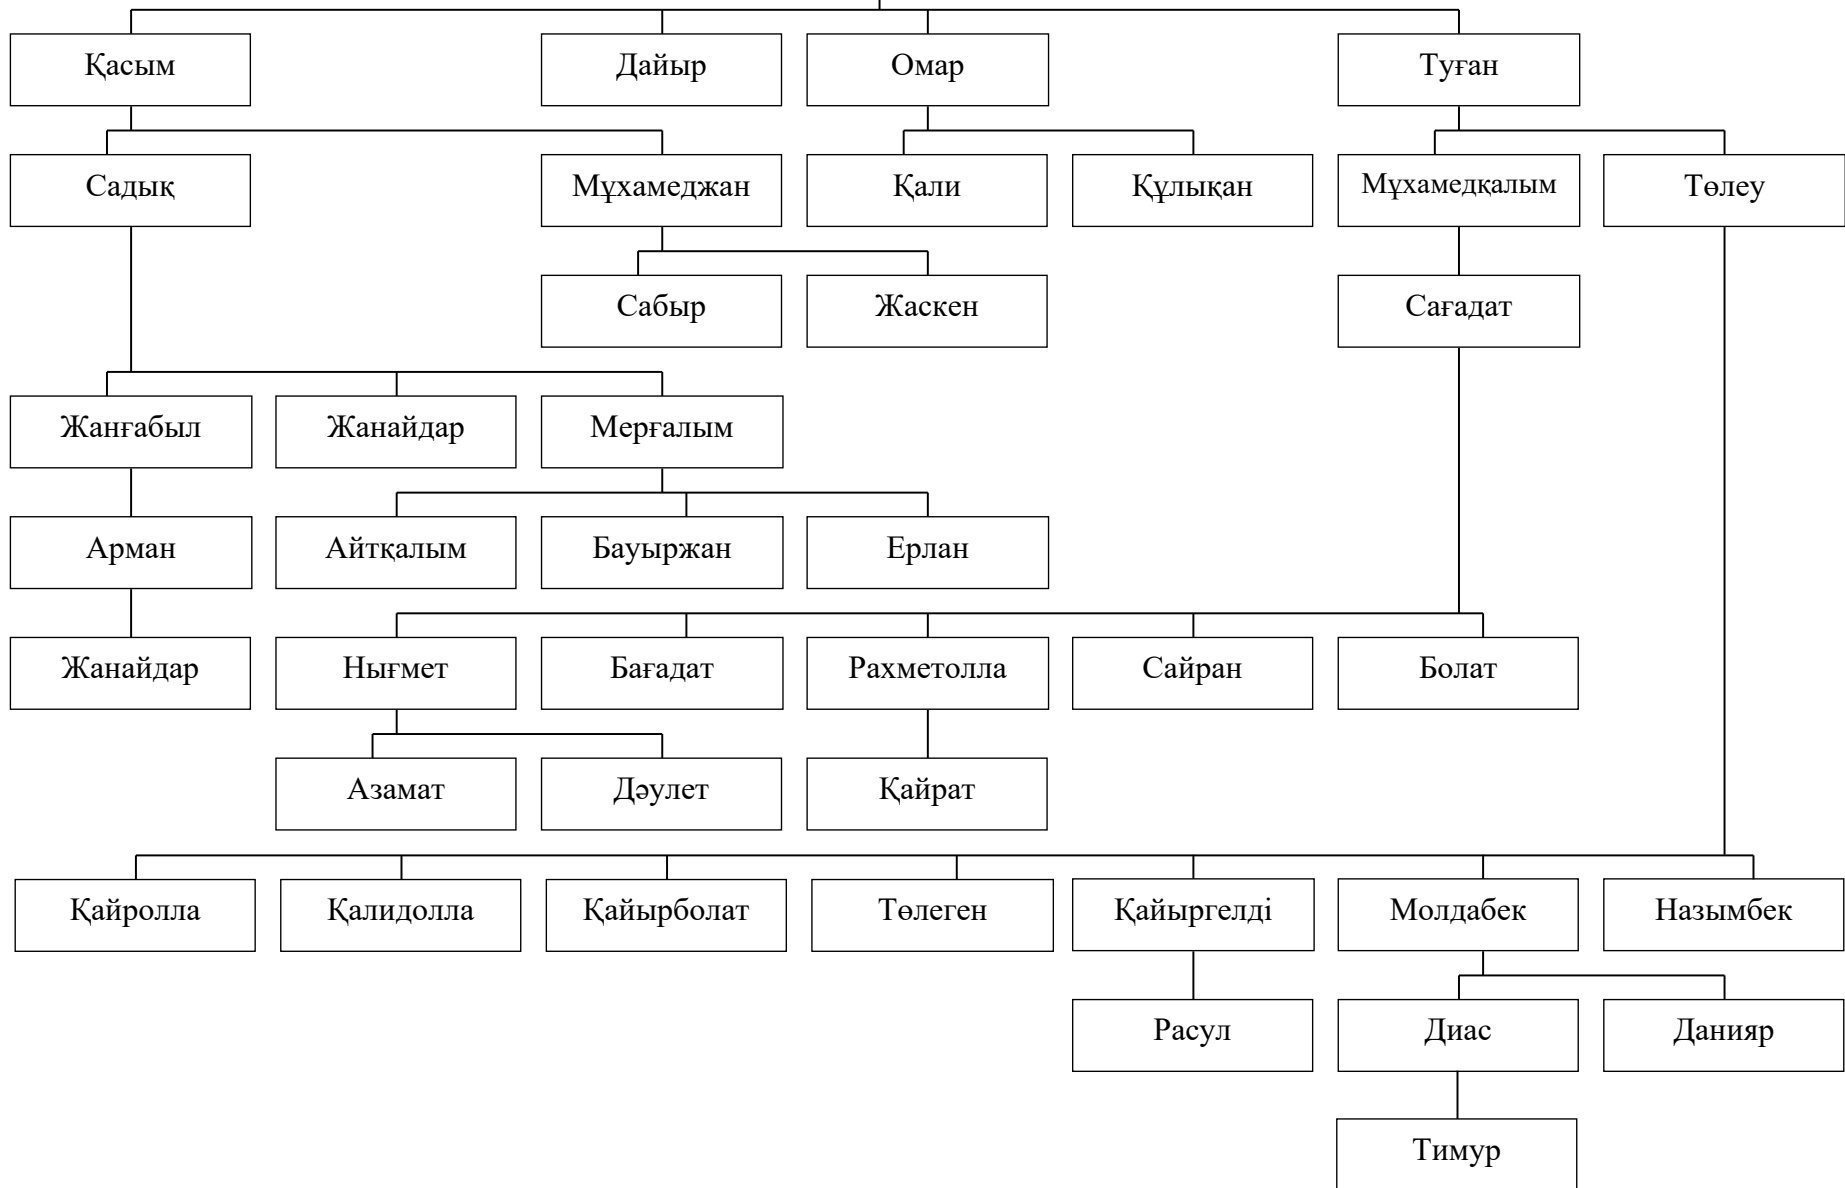 Қасым Дайыр Омар Туған
Садық Мұхамеджан Қали Құлықан Мұхамедқалым Төлеу
Сабыр Жаскен Сағадат
Жанғабыл Жанайдар Мерғалым
Арман Айтқалым Бауыржан Ерлан
Жанайдар Нығмет Бағадат Рахметолла Сайран Болат
Азамат Дәулет Қайрат
Қайролла Қалидолла Қайырболат Төлеген Қайыргелді Молдабек Назымбек
Расул Диас Данияр
Тимур